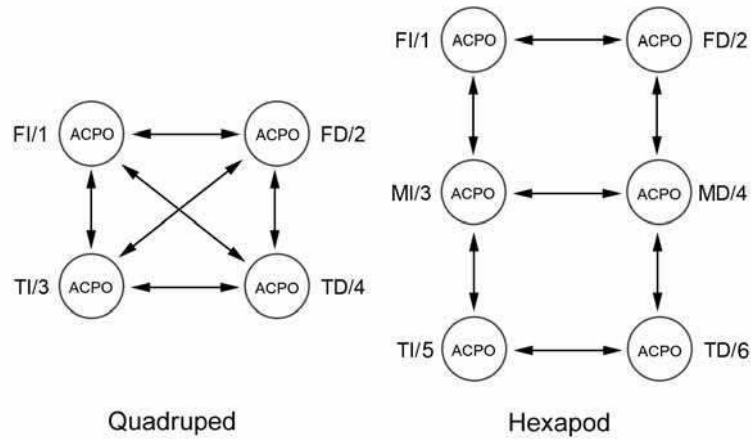 FI/1 ACPO ACPO FD/2
TI/3 ACPO ACPO TD/4
Quadruped
FI/1 ACPO ACPO FD/2
MI/3 ACPO ACPO MD/4
TI/5 ACPO ACPO TD/6
Hexapod